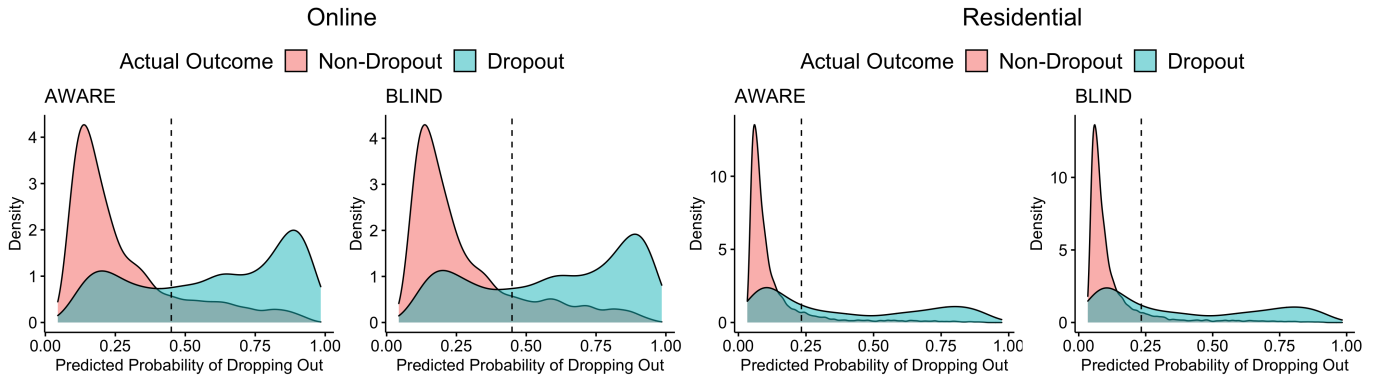 Online
Actual Outcome Non-Dropout Dropout
AWARE
Density
4
3
2
1
0
0.00 0.25 0.50 0.75 1.00
Predicted Probability of Dropping Out
BLIND
Density
4
3
2
1
0
0.00 0.25 0.50 0.75 1.00
Predicted Probability of Dropping Out
Residential
Actual Outcome Non-Dropout Dropout
AWARE
Density
10
5
0
0.00 0.25 0.50 0.75 1.00
Predicted Probability of Dropping Out
BLIND
Density
10
5
0
0.00 0.25 0.50 0.75 1.00
Predicted Probability of Dropping Out